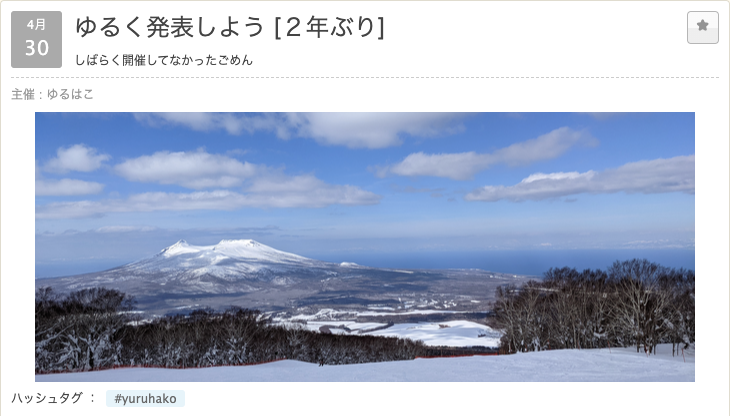 4月
30
ゆるく発表しよう [２年ぶり]
しばらく開催してなかったごめん
主催 : ゆるはこ
ハッシュタグ ： #yuruhako